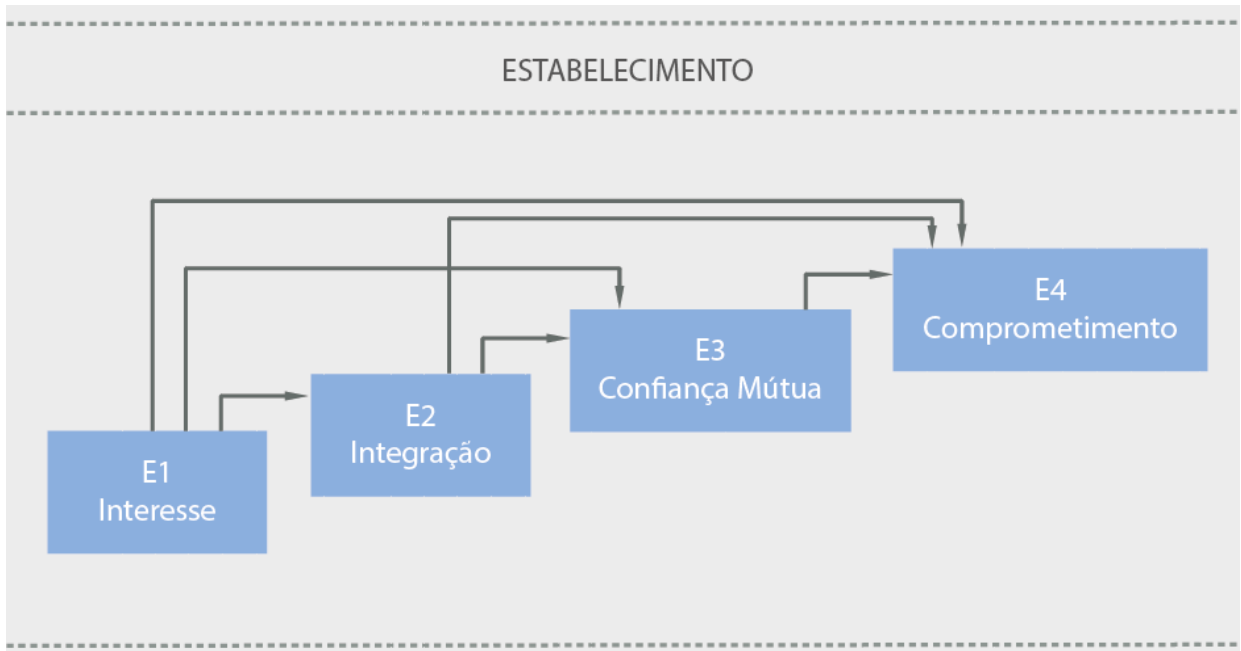 ESTABELECIMENTO
E4
Comprometimento
E3
Confiança Mútua
E2
Integração
E1
Interesse